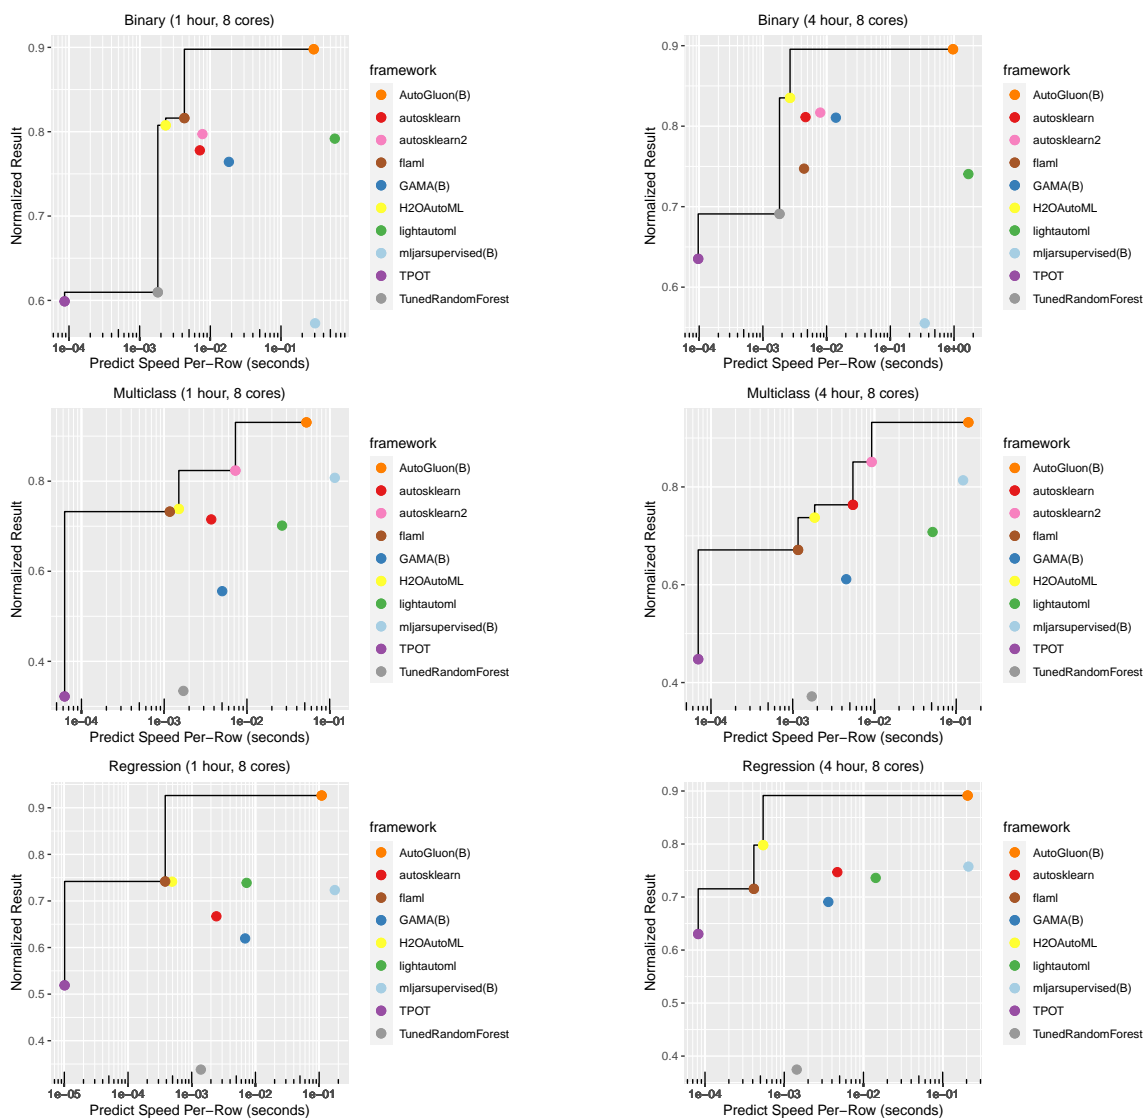 Binary (1 hour, 8 cores)
Normalized Result
0.9
0.8
0.7
0.6
1e−04
1e−03
1e−02
1e−01
Predict Speed Per−Row (seconds)
framework
AutoGluon(B)
autosklearn
autosklearn2
flaml
GAMA(B)
H2OAutoML
lightautoml
mljarsupervised(B)
TPOT
TunedRandomForest
Binary (4 hour, 8 cores)
Normalized Result
0.9
0.8
0.7
0.6
1e−04
1e−03
1e−02
1e−01
1e+00
Predict Speed Per−Row (seconds)
framework
AutoGluon(B)
autosklearn
autosklearn2
flaml
GAMA(B)
H2OAutoML
lightautoml
mljarsupervised(B)
TPOT
TunedRandomForest
Multiclass (1 hour, 8 cores)
Normalized Result
0.8
0.6
0.4
1e−04
1e−03
1e−02
1e−01
Predict Speed Per−Row (seconds)
framework
AutoGluon(B)
autosklearn
autosklearn2
flaml
GAMA(B)
H2OAutoML
lightautoml
mljarsupervised(B)
TPOT
TunedRandomForest
Multiclass (4 hour, 8 cores)
Normalized Result
0.8
0.6
0.4
1e−04
1e−03
1e−02
1e−01
Predict Speed Per−Row (seconds)
framework
AutoGluon(B)
autosklearn
autosklearn2
flaml
GAMA(B)
H2OAutoML
lightautoml
mljarsupervised(B)
TPOT
TunedRandomForest
Regression (1 hour, 8 cores)
Normalized Result
0.9
0.8
0.7
0.6
0.5
0.4
1e−05
1e−04
1e−03
1e−02
1e−01
Predict Speed Per−Row (seconds)
framework
AutoGluon(B)
autosklearn
flaml
GAMA(B)
H2OAutoML
lightautoml
mljarsupervised(B)
TPOT
TunedRandomForest
Regression (4 hour, 8 cores)
Normalized Result
0.9
0.8
0.7
0.6
0.5
0.4
1e−04
1e−03
1e−02
1e−01
Predict Speed Per−Row (seconds)
framework
AutoGluon(B)
autosklearn
flaml
GAMA(B)
H2OAutoML
lightautoml
mljarsupervised(B)
TPOT
TunedRandomForest